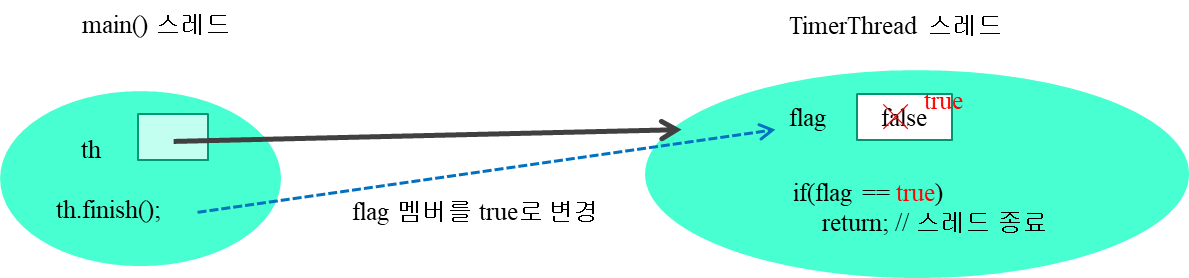 main() 스레드
TimerThread 스레드
th
th.finish();
flag 멤버를 true로 변경
flag
false
true
if(flag == true)
return; // 스레드 종료